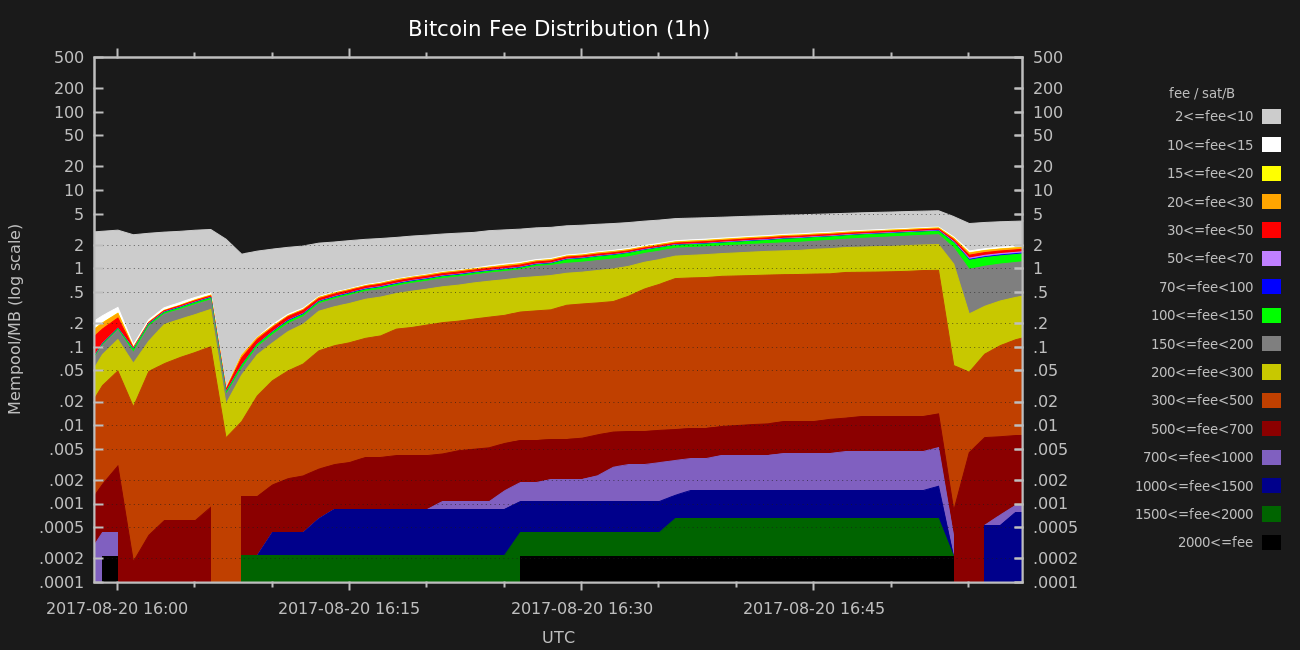 Bitcoin Fee Distribution (1h)
500 500
200 200
100 100
50 50
20 20
10 10
5 5
2 2
1 1
.5 .5
.2 .2
.1 .1
.05 .05
.02 .02
.01 .01
.005 .005
.002 .002
.001 .001
.0005 .0005
.0002 .0002
.0001 .0001
Mempool/MB (log scale)
2017-08-20 16:00 2017-08-20 16:15 2017-08-20 16:30 2017-08-20 16:45
UTC
fee / sat/B
2<=fee<10
10<=fee<15
15<=fee<20
20<=fee<30
30<=fee<50
50<=fee<70
70<=fee<100
100<=fee<150
150<=fee<200
200<=fee<300
300<=fee<500
500<=fee<700
700<=fee<1000
1000<=fee<1500
1500<=fee<2000
2000<=fee